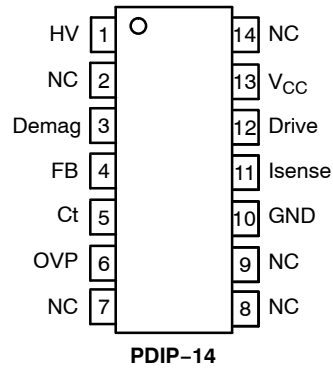 HV 1 14 NC
NC 2 13 VCC
Demag 3 12 Drive
FB 4 11 Isense
Ct 5 10 GND
OVP 6 9 NC
NC 7 8 NC
PDIP−14